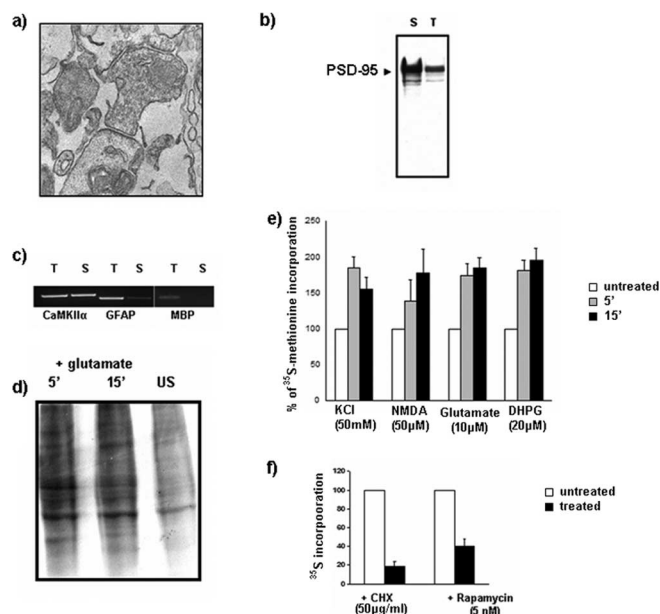 a)
b)
S T
PSD-95
c)
T S T S T S
CaMKIIα GFAP MBP
d)
+ glutamate
5’ 15’ US
e)
% of ³⁵S-methionine incorporation
250
200
150
100
50
0
KCl NMDA Glutamate DHPG
(50mM) (50µM) (10µM) (20µM)
untreated
5’
15’
f)
³⁵S incorpooration
120
100
80
60
40
20
0
+ CHX + Rapamycin
(50µg/ml) (5 nM)
untreated
treated